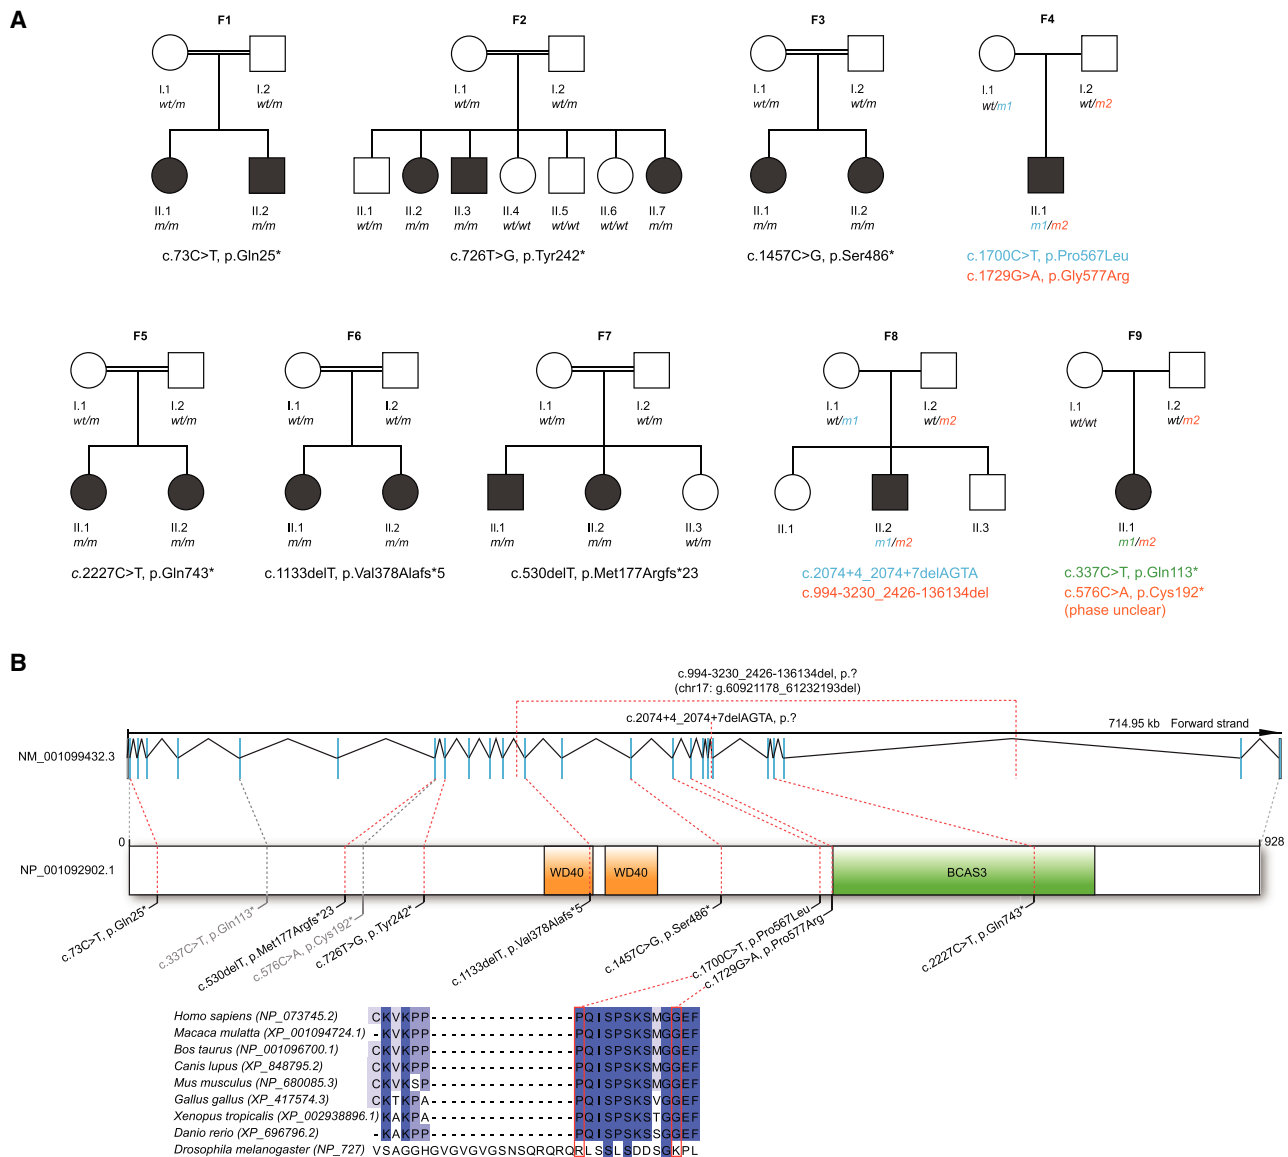 A
F1
F2
F3
F4
I.1
wt/m
I.2
wt/m
I.1
wt/m
I.2
wt/m
I.1
wt/m
I.2
wt/m
I.1
wt/m1
I.2
wt/m2
II.1
m/m
II.2
m/m
II.1
wt/m
II.2
m/m
II.3
m/m
II.4
wt/wt
II.5
wt/wt
II.6
wt/wt
II.7
m/m
II.1
m/m
II.2
m/m
II.1
m1/m2
c.73C>T, p.Gln25*
c.726T>G, p.Tyr242*
c.1457C>G, p.Ser486*
c.1700C>T, p.Pro567Leu
c.1729G>A, p.Gly577Arg
F5
F6
F7
F8
F9
I.1
wt/m
I.2
wt/m
I.1
wt/m
I.2
wt/m
I.1
wt/m
I.2
wt/m
I.1
wt/m1
I.2
wt/m2
I.1
wt/wt
I.2
wt/m2
II.1
m/m
II.2
m/m
II.1
m/m
II.2
m/m
II.1
m/m
II.2
m/m
II.3
wt/m
II.1
II.2
m1/m2
II.3
II.1
m1/m2
c.2227C>T, p.Gln743*
c.1133delT, p.Val378Alafs*5
c.530delT, p.Met177Argfs*23
c.2074+4_2074+7delAGTA
c.994-3230_2426-136134del
c.337C>T, p.Gln113*
c.576C>A, p.Cys192*
(phase unclear)
B
c.994-3230_2426-136134del, p.?
(chr17: g.60921178_61232193del)
c.2074+4_2074+7delAGTA, p.?
714.95 kb Forward strand
NM_001099432.3
0
928
NP_001092902.1
WD40
WD40
BCAS3
c.73C>T, p.Gln25*
c.337C>T, p.Gln113*
c.530delT, p.Met177Argfs*23
c.576C>A, p.Cys192*
c.726T>G, p.Tyr242*
c.1133delT, p.Val378Alafs*5
c.1457C>G, p.Ser486*
c.1700C>T, p.Pro567Leu
c.1729G>A, p.Pro577Arg
c.2227C>T, p.Gln743*
Homo sapiens (NP_073745.2) CKVKPP--------------PQISPSKSMGGEF
Macaca mulatta (XP_001094724.1) -KVKPP--------------PQISPSKSMGGEF
Bos taurus (NP_001096700.1) CKVKPP--------------PQISPSKSMGGEF
Canis lupus (XP_848795.2) CKVKPP--------------PQISPSKSMGGEF
Mus musculus (NP_680085.3) CKVKSP--------------PQISPSKSMGGEF
Gallus gallus (XP_417574.3) CKTKPA--------------PQISPSKSVGGEF
Xenopus tropicalis (XP_002938896.1) -KAKPA--------------PQISPSKSTGGEF
Danio rerio (XP_696796.2) -KAKPP--------------PQISPSKSSGGEF
Drosophila melanogaster (NP_727) VSAGGHGVGVGVGSNSQRQRQRLSSLSDDSGKPL